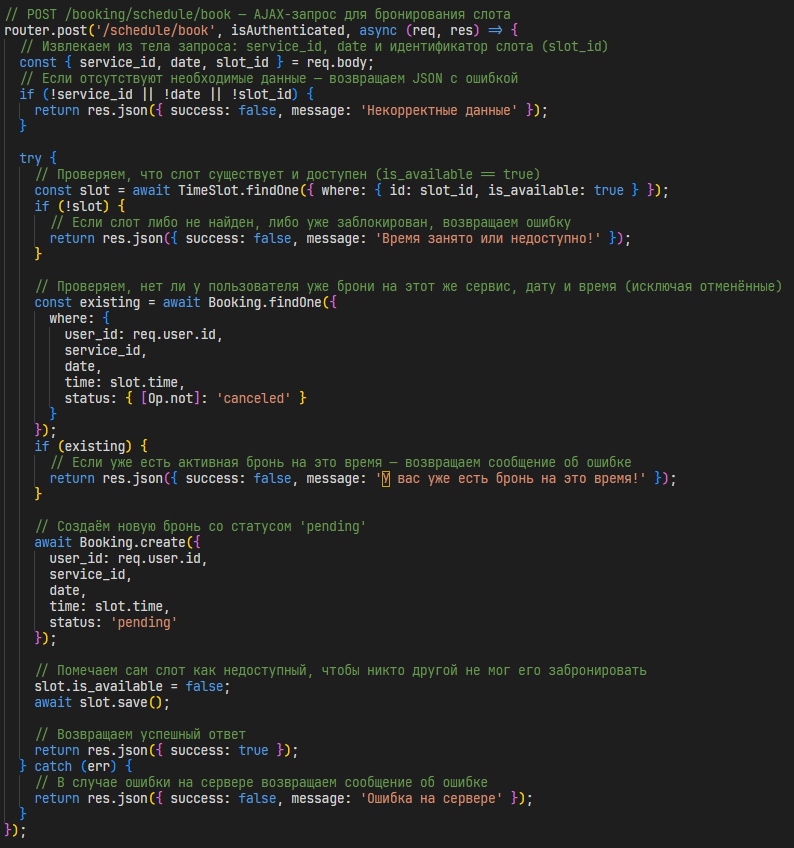 // POST /booking/schedule/book — AJAX-запрос для бронирования слота
router.post('/schedule/book', isAuthenticated, async (req, res) => {
  // Извлекаем из тела запроса: service_id, date и идентификатор слота (slot_id)
  const { service_id, date, slot_id } = req.body;
  // Если отсутствуют необходимые данные — возвращаем JSON с ошибкой
  if (!service_id || !date || !slot_id) {
    return res.json({ success: false, message: 'Некорректные данные' });
  }

  try {
    // Проверяем, что слот существует и доступен (is_available == true)
    const slot = await TimeSlot.findOne({ where: { id: slot_id, is_available: true } });
    if (!slot) {
      // Если слот либо не найден, либо уже заблокирован, возвращаем ошибку
      return res.json({ success: false, message: 'Время занято или недоступно!' });
    }

    // Проверяем, нет ли у пользователя уже брони на этот же сервис, дату и время (исключая отменённые)
    const existing = await Booking.findOne({
      where: {
        user_id: req.user.id,
        service_id,
        date,
        time: slot.time,
        status: { [Op.not]: 'canceled' }
      }
    });
    if (existing) {
      // Если уже есть активная бронь на это время — возвращаем сообщение об ошибке
      return res.json({ success: false, message: 'У вас уже есть бронь на это время!' });
    }

    // Создаём новую бронь со статусом 'pending'
    await Booking.create({
      user_id: req.user.id,
      service_id,
      date,
      time: slot.time,
      status: 'pending'
    });

    // Помечаем сам слот как недоступный, чтобы никто другой не мог его забронировать
    slot.is_available = false;
    await slot.save();

    // Возвращаем успешный ответ
    return res.json({ success: true });
  } catch (err) {
    // В случае ошибки на сервере возвращаем сообщение об ошибке
    return res.json({ success: false, message: 'Ошибка на сервере' });
  }
});